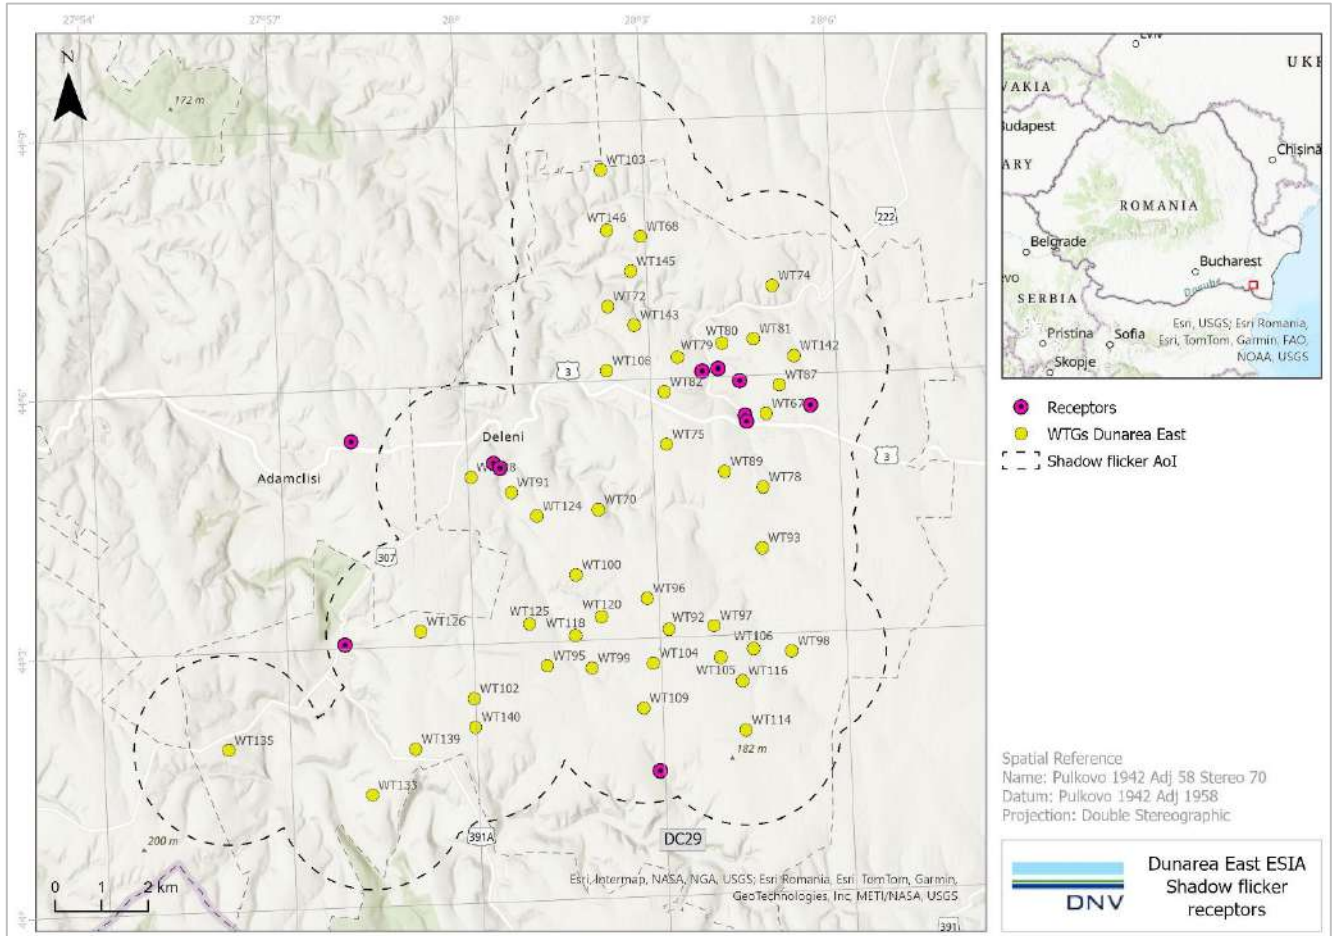 27°54'
27°57'
28°
28°3'
28°6'
N
172 m
44°9'
WT103
WT146
WT68
222
WT145
WT74
WT72
WT143
WT80
WT81
WT79
WT142
3
WT108
WT82
WT87
44°6'
WT67
Deleni
WT75
3
Adamclisi
WT91
WT89
WT78
WT124
WT70
307
WT93
WT100
WT96
WT126
WT125
WT120
WT118
WT92
WT97
WT106
WT98
WT95
WT99
WT104
WT105
WT116
WT102
WT109
WT140
WT114
WT135
WT139
182 m
WT133
200 m
391A
DC29
0 1 2 km
Esri, Intermap, NASA, NGA, USGS; Esri Romania, Esri, TomTom, Garmin,
GeoTechnologies, Inc, METI/NASA, USGS
44°
391
Lviv
UKR
VAKIA
Budapest
Chișină
ARY
ROMANIA
Belgrade
Bucharest
evo
Danube
SERBIA
Pristina
Sofia
Skopje
Esri, USGS; Esri Romania,
Esri, TomTom, Garmin, FAO,
NOAA, USGS
Receptors
WTGs Dunarea East
Shadow flicker AoI
Spatial Reference
Name: Pulkovo 1942 Adj 58 Stereo 70
Datum: Pulkovo 1942 Adj 1958
Projection: Double Stereographic
DNV
Dunarea East ESIA
Shadow flicker
receptors